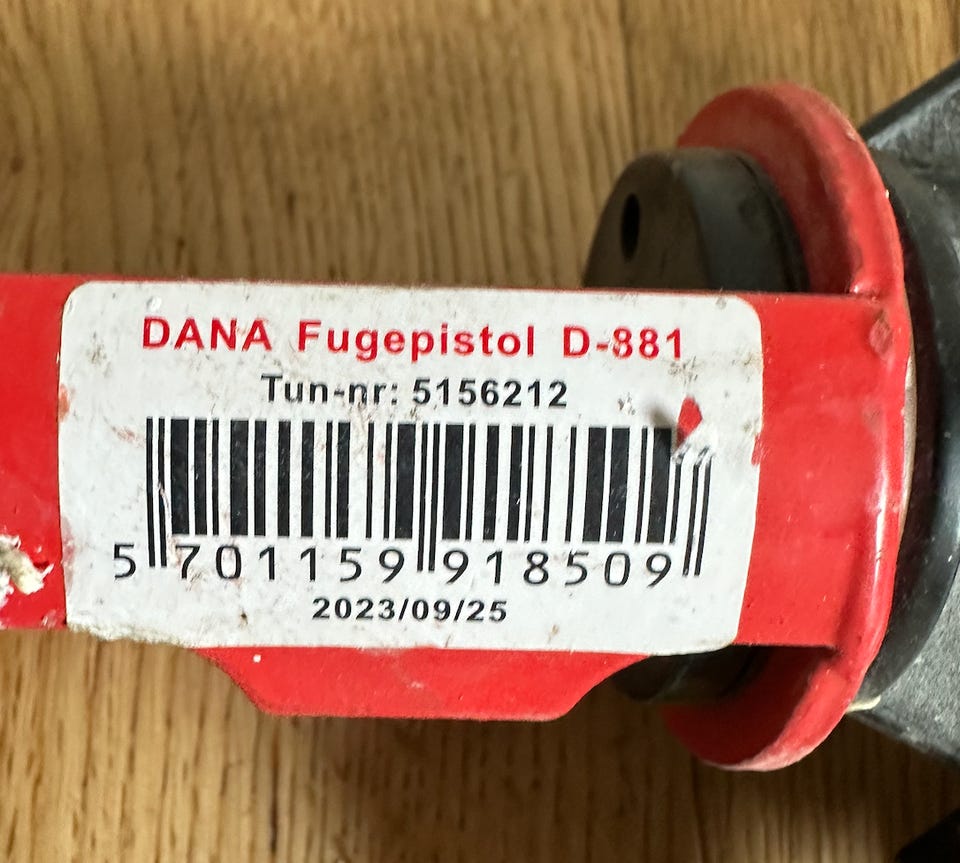 DANA Fugepistol D-881
Tun-nr: 5156212
5 701159 918509
2023/09/25